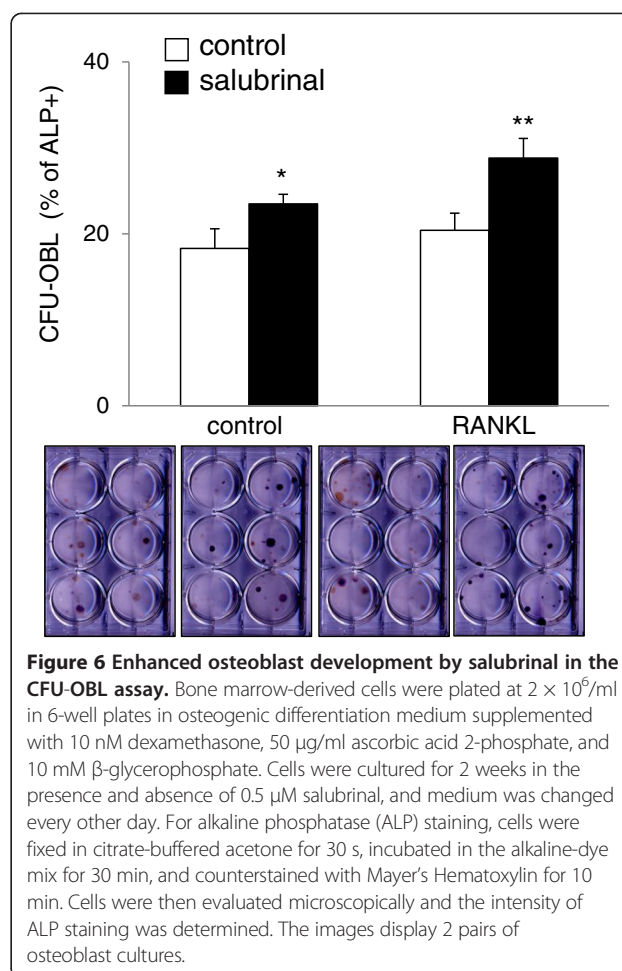 control
salubrinal
40
20
0
CFU-OBL (% of ALP+)
*
**
control
RANKL
Figure 6 Enhanced osteoblast development by salubrinal in the
CFU-OBL assay. Bone marrow-derived cells were plated at 2 × 10⁶/ml
in 6-well plates in osteogenic differentiation medium supplemented
with 10 nM dexamethasone, 50 μg/ml ascorbic acid 2-phosphate, and
10 mM β-glycerophosphate. Cells were cultured for 2 weeks in the
presence and absence of 0.5 μM salubrinal, and medium was changed
every other day. For alkaline phosphatase (ALP) staining, cells were
fixed in citrate-buffered acetone for 30 s, incubated in the alkaline-dye
mix for 30 min, and counterstained with Mayer's Hematoxylin for 10
min. Cells were then evaluated microscopically and the intensity of
ALP staining was determined. The images display 2 pairs of
osteoblast cultures.